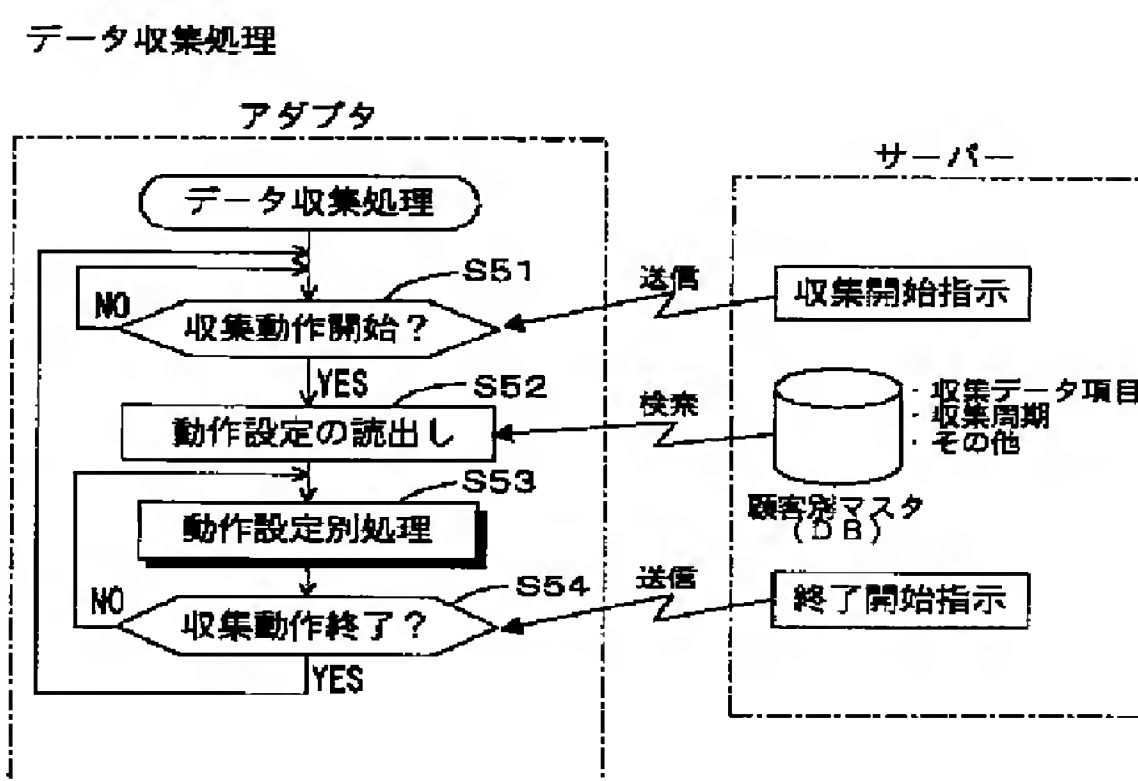 データ収集処理
アダプタ
データ収集処理
S51
NO
収集動作開始？
YES
S52
動作設定の読出し
S53
動作設定別処理
S54
NO
収集動作終了？
YES
送信
検索
送信
サーバー
収集開始指示
・収集データ項目
・収集周期
・その他
顧客別マスタ
(DB)
終了開始指示